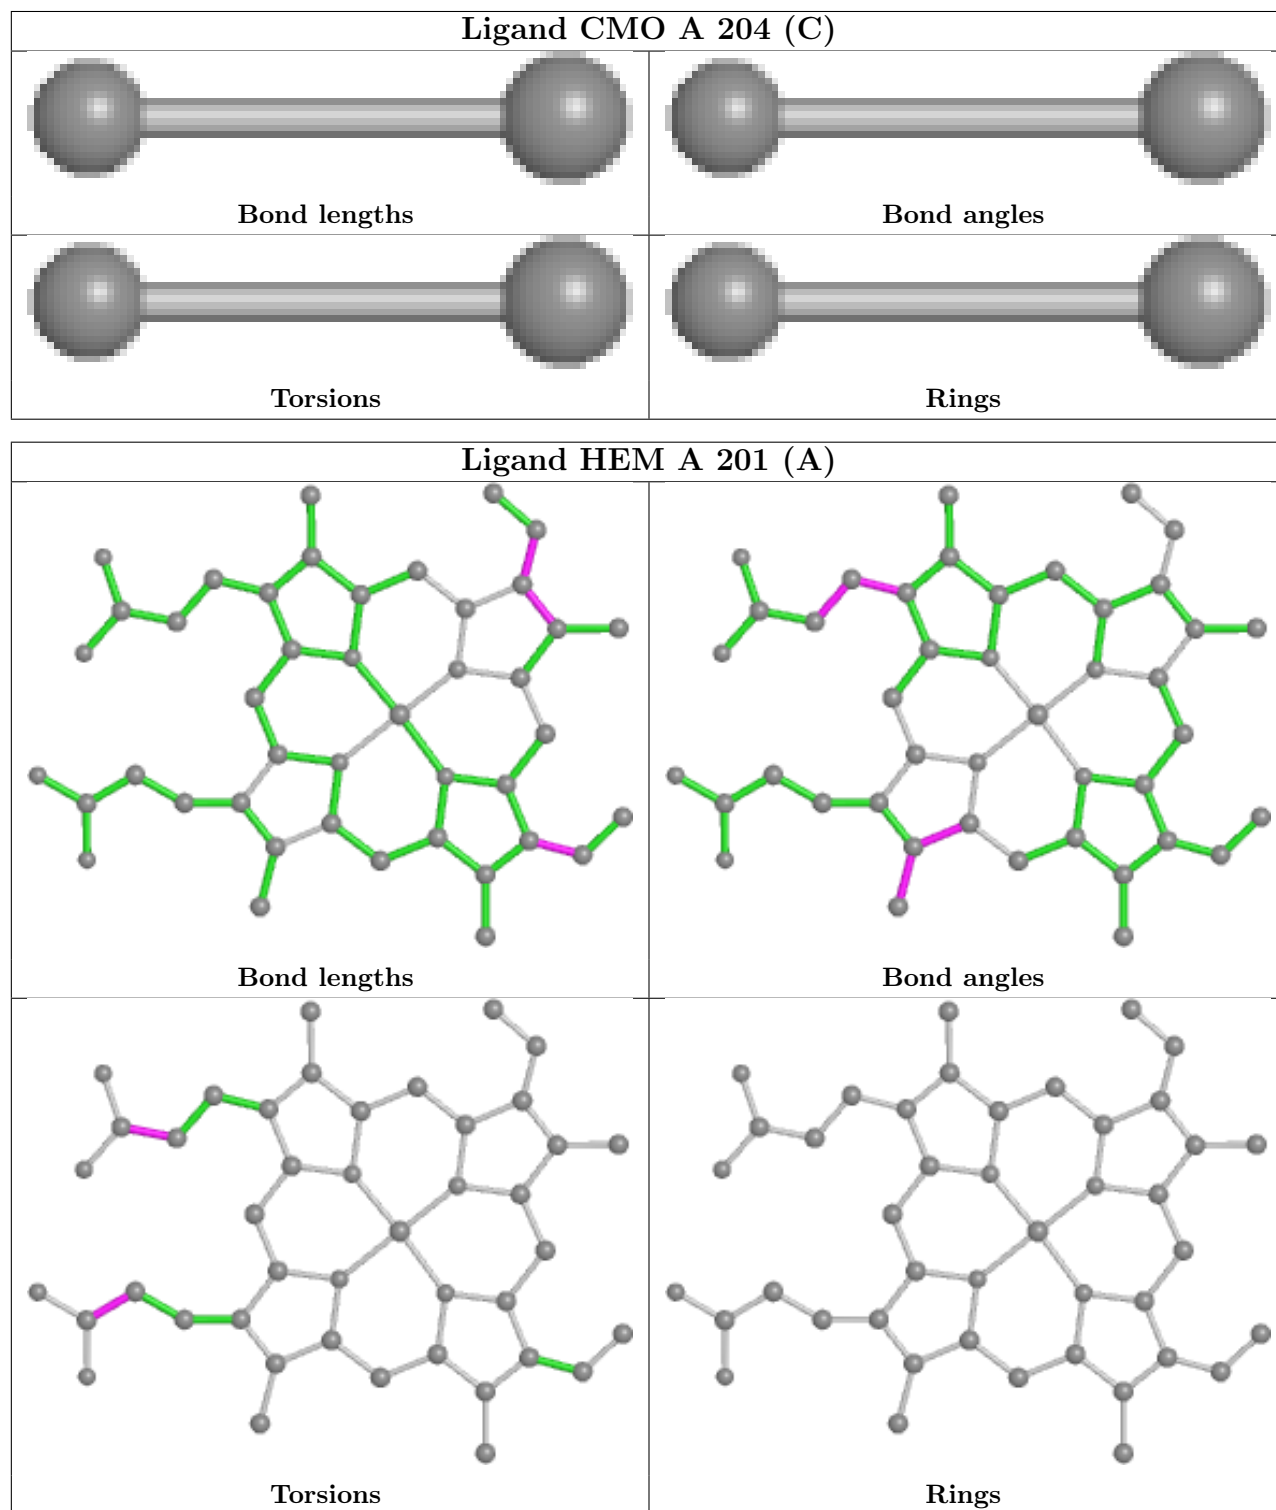 Ligand CMO A 204 (C)
Bond lengths
Bond angles
Torsions
Rings
Ligand HEM A 201 (A)
Bond lengths
Bond angles
Torsions
Rings